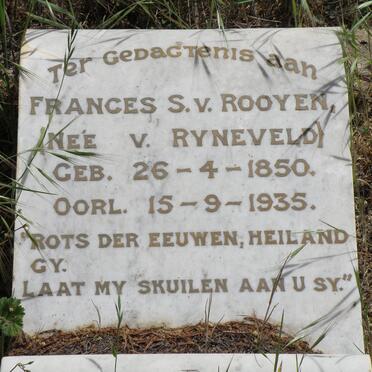 Ter Gedachtenis aan
FRANCES S.V. ROOYEN,
(NEE V. RYNEVELD)
GEB. 26-4-1850.
OORL. 15-9-1935.
"ROTS DER EEUWEN, HEILAND
GY.
LAAT MY SKUILEN AAN U SY."